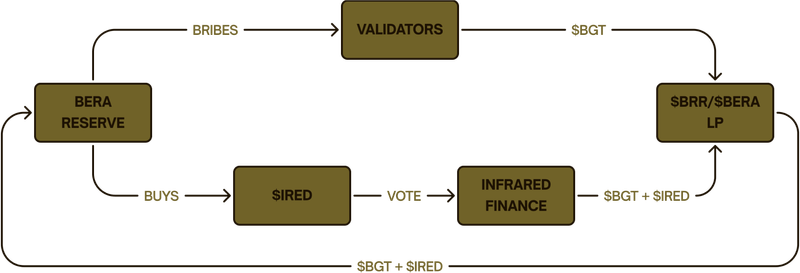 BRIBES
VALIDATORS
$BGT
BERA
RESERVE
$BRR/$BERA
LP
BUYS
$IRED
VOTE
INFRARED
FINANCE
$BGT + $IRED
$BGT + $IRED